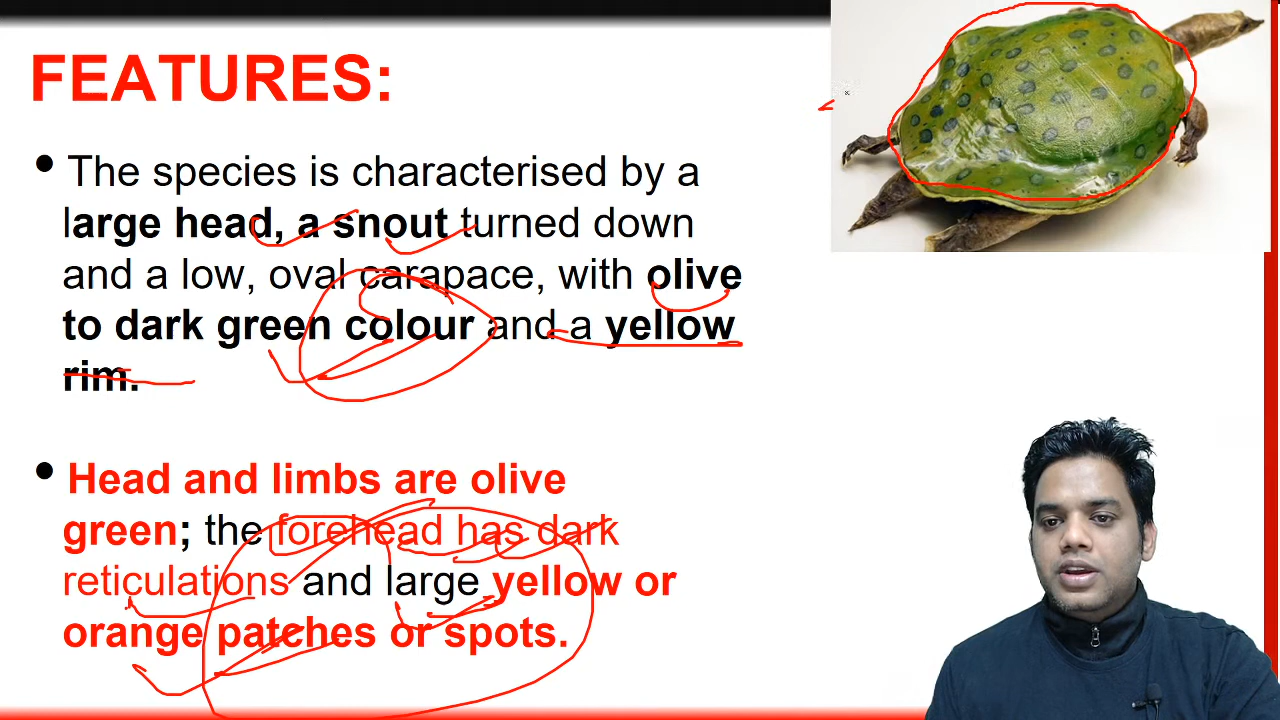 FEATURES:
• The species is characterised by a
large head, a snout turned down
and a low, oval carapace, with olive
to dark green colour and a yellow
rim.
• Head and limbs are olive
green; the forehead has dark
reticulations and large yellow or
orange patches or spots.